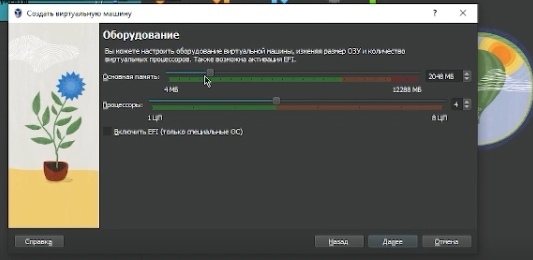 Создать виртуальную машину
Оборудование
Вы можете настроить оборудование виртуальной машины, изменяя размер ОЗУ и количество
виртуальных процессоров. Также возможна активация EFI.
Основная память:
2048 МБ
4 МБ
12288 МБ
Процессоры:
4
1 ЦП
8 ЦП
Включить EFI (только специальные ОС)
Справка
Назад
Далее
Отмена